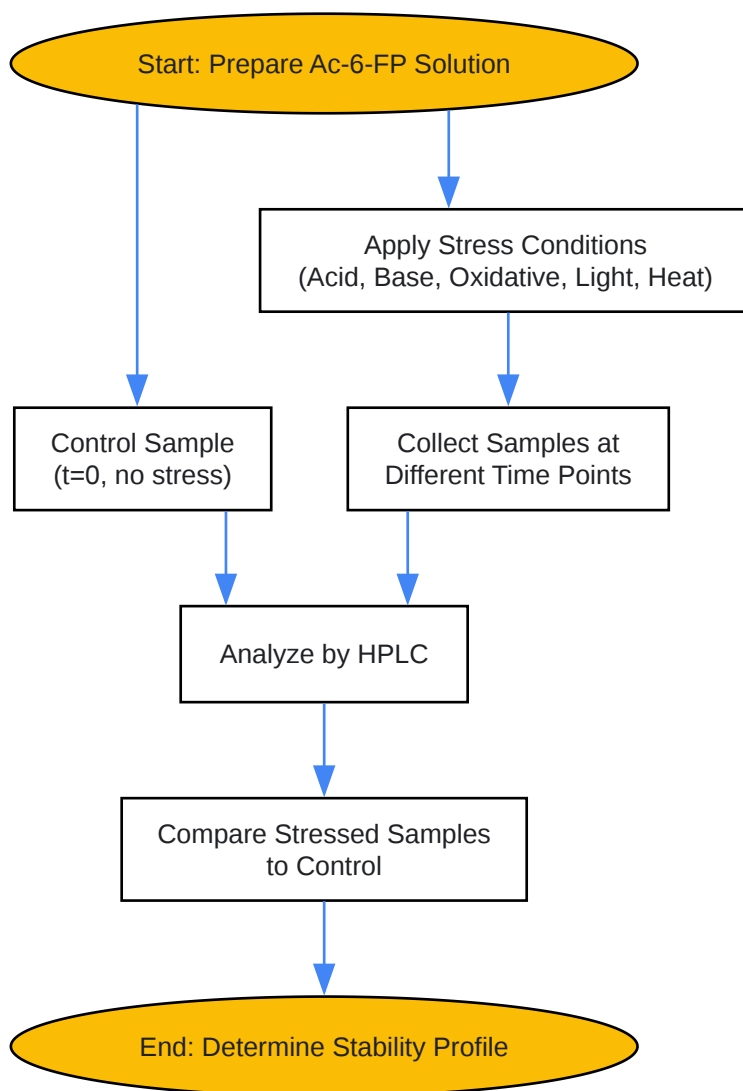 Start: Prepare Ac-6-FP Solution
Apply Stress Conditions
(Acid, Base, Oxidative, Light, Heat)
Control Sample
(t=0, no stress)
Collect Samples at
Different Time Points
Analyze by HPLC
Compare Stressed Samples
to Control
End: Determine Stability Profile